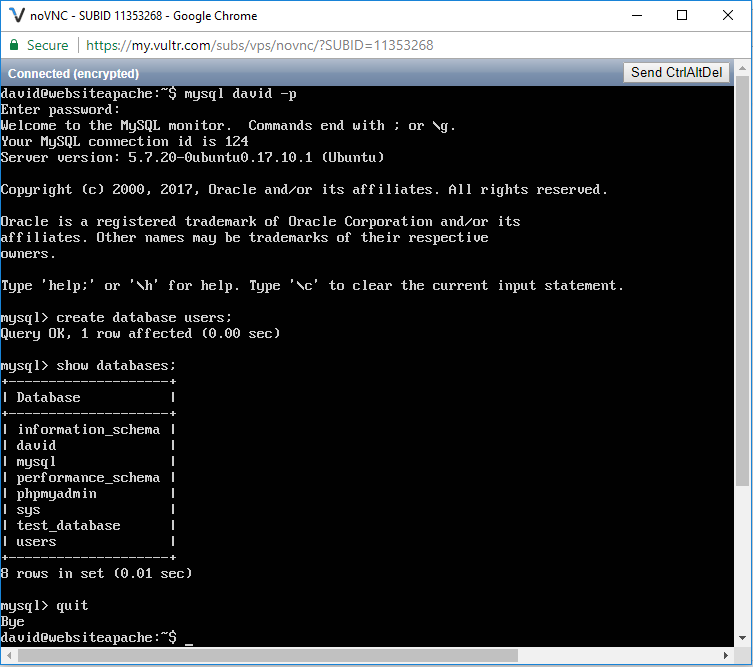 noVNC - SUBID 11353268 - Google Chrome
Secure | https://my.vultr.com/subs/vps/novnc/?SUBID=11353268
Connected (encrypted) Send CtrlAltDel
david@websiteapache:~$ mysql david -p
Enter password:
Welcome to the MySQL monitor.  Commands end with ; or \g.
Your MySQL connection id is 124
Server version: 5.7.20-0ubuntu0.17.10.1 (Ubuntu)
Copyright (c) 2000, 2017, Oracle and/or its affiliates. All rights reserved.
Oracle is a registered trademark of Oracle Corporation and/or its
affiliates. Other names may be trademarks of their respective
owners.
Type 'help;' or '\h' for help. Type '\c' to clear the current input statement.
mysql> create database users;
Query OK, 1 row affected (0.00 sec)
mysql> show databases;
+--------------------+
| Database           |
+--------------------+
| information_schema |
| david              |
| mysql              |
| performance_schema |
| phpmyadmin         |
| sys                |
| test_database      |
| users              |
+--------------------+
8 rows in set (0.01 sec)
mysql> quit
Bye
david@websiteapache:~$ _